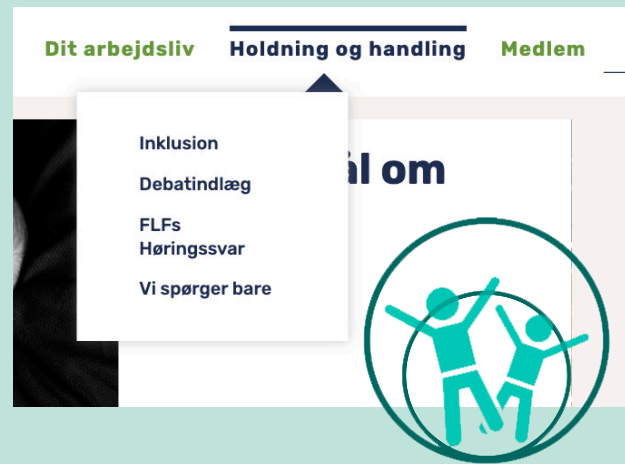 Dit arbejdsliv Holdning og handling Medlem
Inklusion
Debatindlæg
FLFs
Høringssvar
Vi spørger bare
ål om